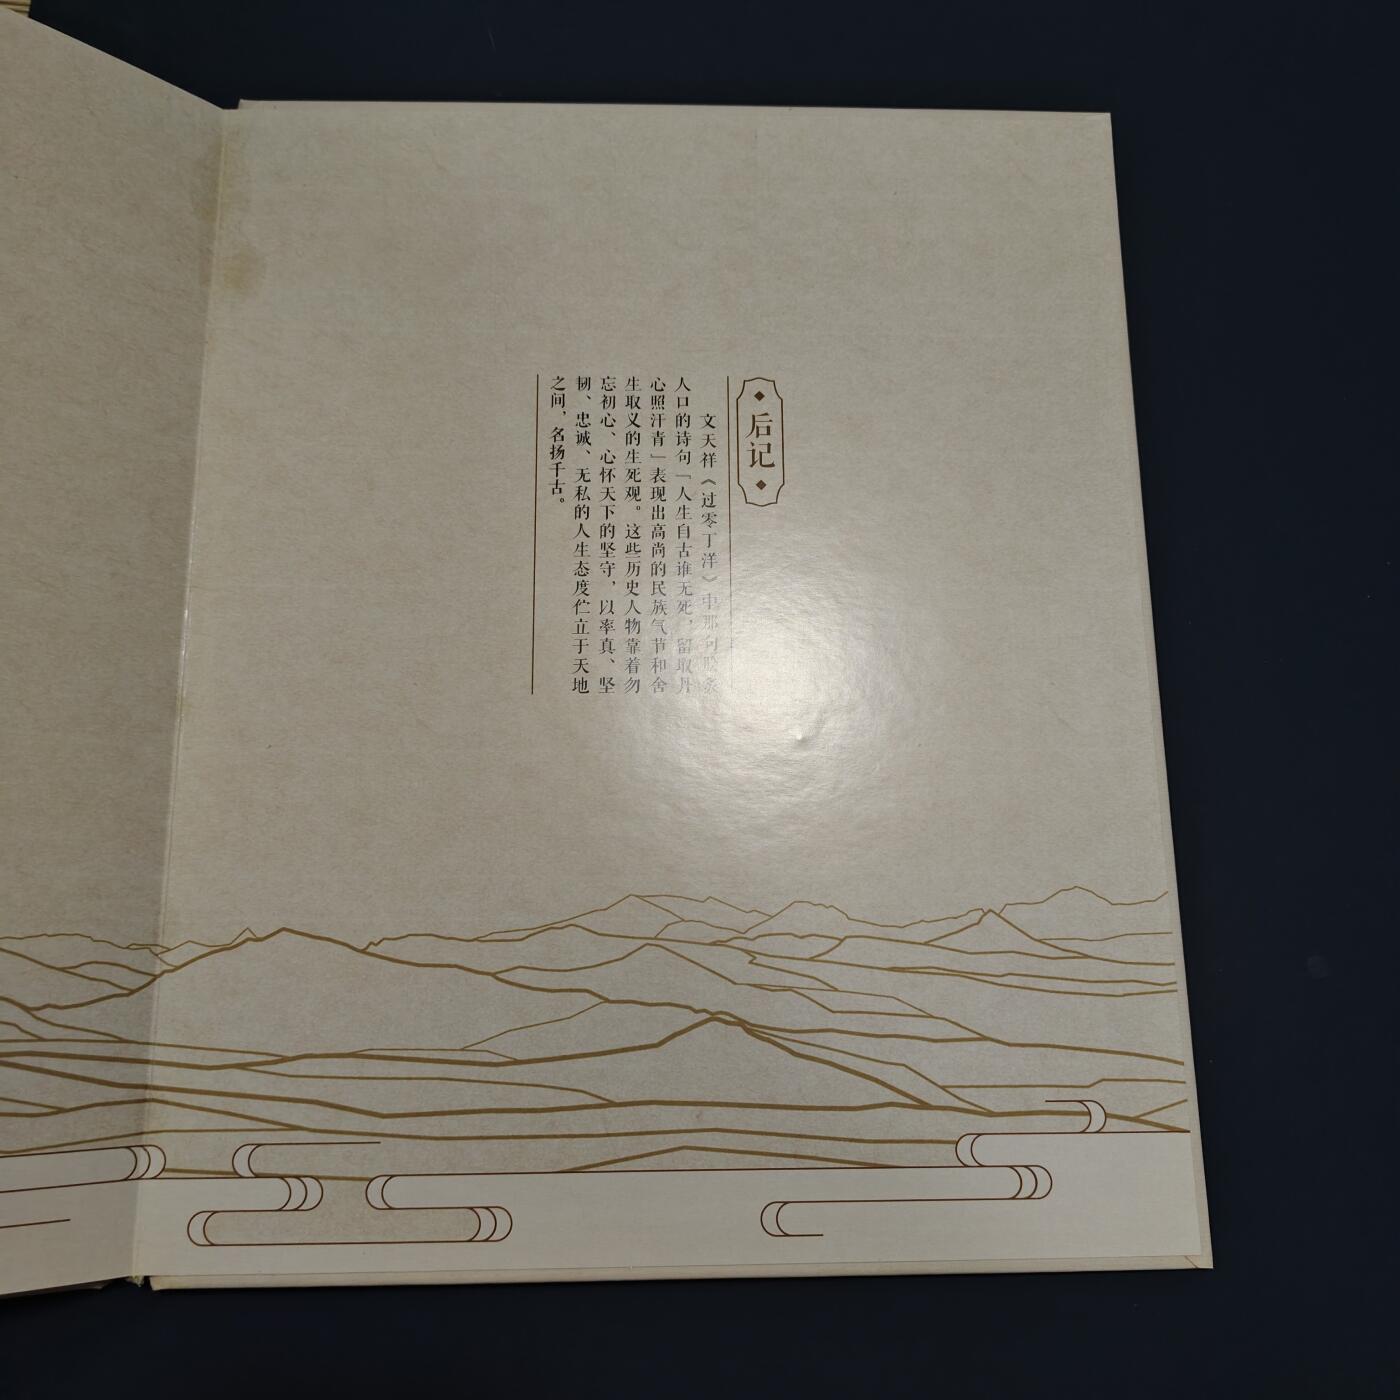 后记
文天祥《过零丁洋》中那句脍炙
人口的诗句「人生自古谁无死，留取丹
心照汗青」表现出高尚的民族气节和舍
生取义的生死观。这些历史人物靠着勿
忘初心、心怀天下的坚守，以率真、坚
韧、忠诚、无私的人生态度伫立于天地
之间，名扬千古。